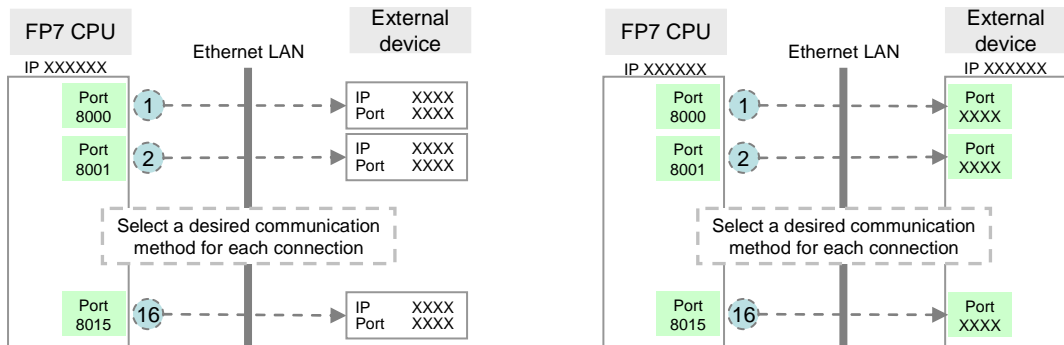 FP7 CPU
External
device
Ethernet LAN
IP XXXXXX
Port
8000
1
IP XXXX
Port XXXX
Port
8001
2
IP XXXX
Port XXXX
Select a desired communication
method for each connection
Port
8015
16
IP XXXX
Port XXXX
FP7 CPU
External
device
Ethernet LAN
IP XXXXXX
IP XXXXXX
Port
8000
1
Port
XXXX
Port
8001
2
Port
XXXX
Select a desired communication
method for each connection
Port
8015
16
Port
XXXX